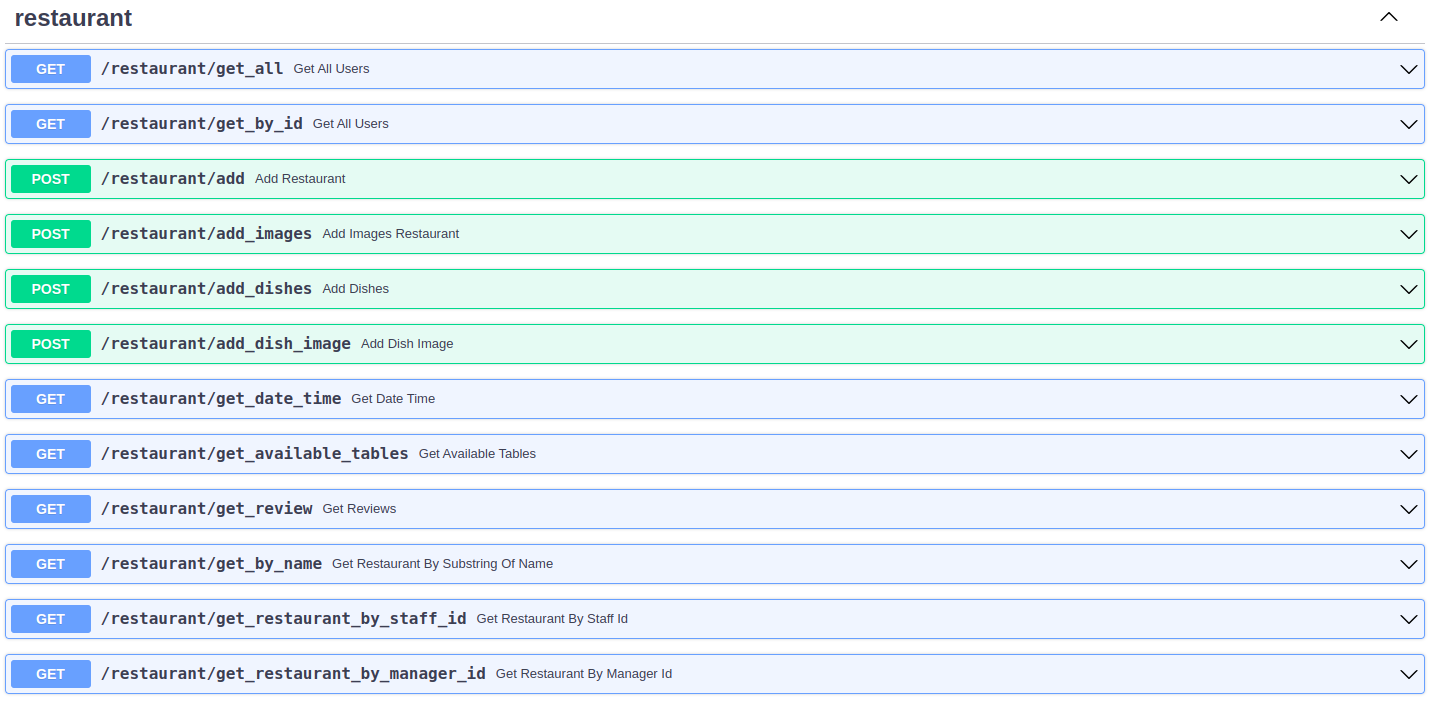 restaurant
GET /restaurant/get_all Get All Users
GET /restaurant/get_by_id Get All Users
POST /restaurant/add Add Restaurant
POST /restaurant/add_images Add Images Restaurant
POST /restaurant/add_dishes Add Dishes
POST /restaurant/add_dish_image Add Dish Image
GET /restaurant/get_date_time Get Date Time
GET /restaurant/get_available_tables Get Available Tables
GET /restaurant/get_review Get Reviews
GET /restaurant/get_by_name Get Restaurant By Substring Of Name
GET /restaurant/get_restaurant_by_staff_id Get Restaurant By Staff Id
GET /restaurant/get_restaurant_by_manager_id Get Restaurant By Manager Id